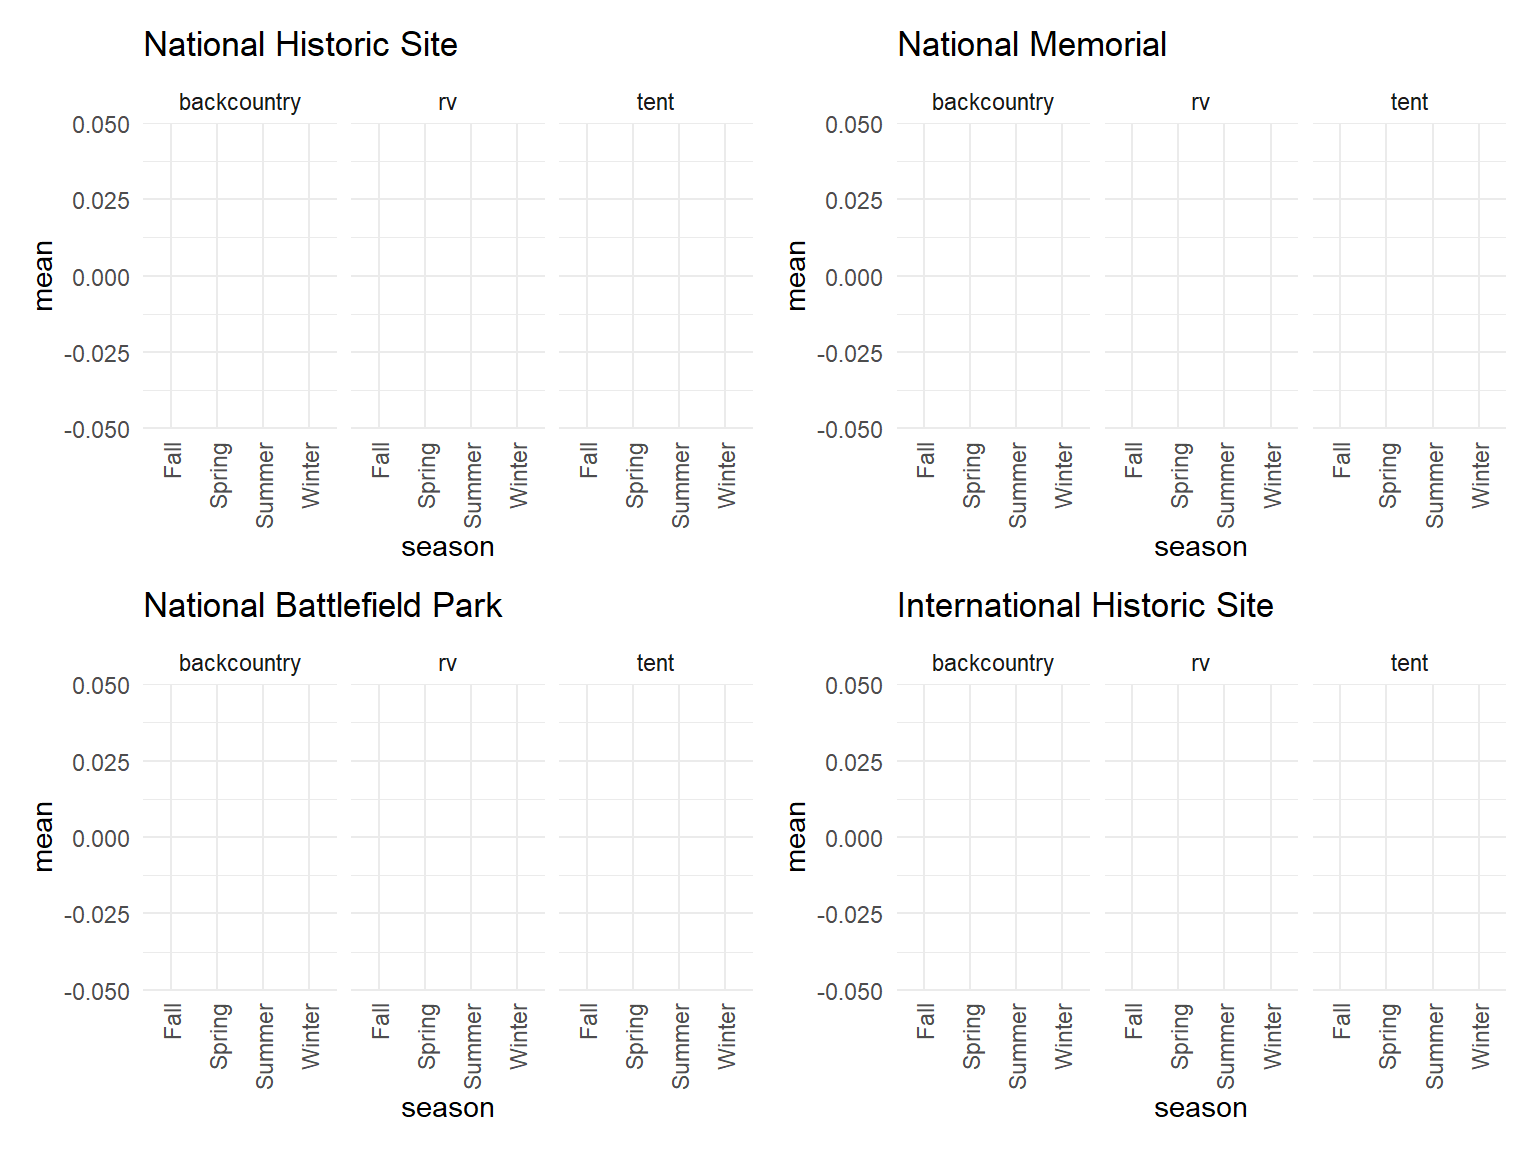 National Historic Site
backcountry rv tent
0.050
0.025
0.000
-0.025
-0.050
mean
Fall Spring Summer Winter Fall Spring Summer Winter Fall Spring Summer Winter
season
National Memorial
backcountry rv tent
0.050
0.025
0.000
-0.025
-0.050
mean
Fall Spring Summer Winter Fall Spring Summer Winter Fall Spring Summer Winter
season
National Battlefield Park
backcountry rv tent
0.050
0.025
0.000
-0.025
-0.050
mean
Fall Spring Summer Winter Fall Spring Summer Winter Fall Spring Summer Winter
season
International Historic Site
backcountry rv tent
0.050
0.025
0.000
-0.025
-0.050
mean
Fall Spring Summer Winter Fall Spring Summer Winter Fall Spring Summer Winter
season